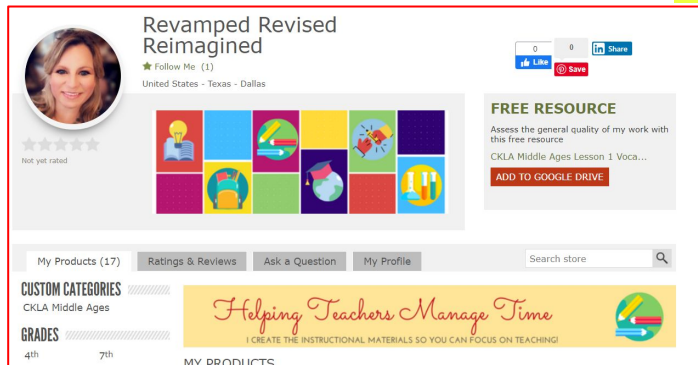 Revamped Revised
Reimagined
Follow Me (1)
United States - Texas - Dallas
0
Like
0
Save
in Share
Not yet rated
FREE RESOURCE
Assess the general quality of my work with
this free resource
CKLA Middle Ages Lesson 1 Voca...
ADD TO GOOGLE DRIVE
My Products (17)
Ratings & Reviews
Ask a Question
My Profile
Search store
CUSTOM CATEGORIES
CKLA Middle Ages
GRADES
4th 7th
Helping Teachers Manage Time
I CREATE THE INSTRUCTIONAL MATERIALS SO YOU CAN FOCUS ON TEACHING!
MY PRODUCTS